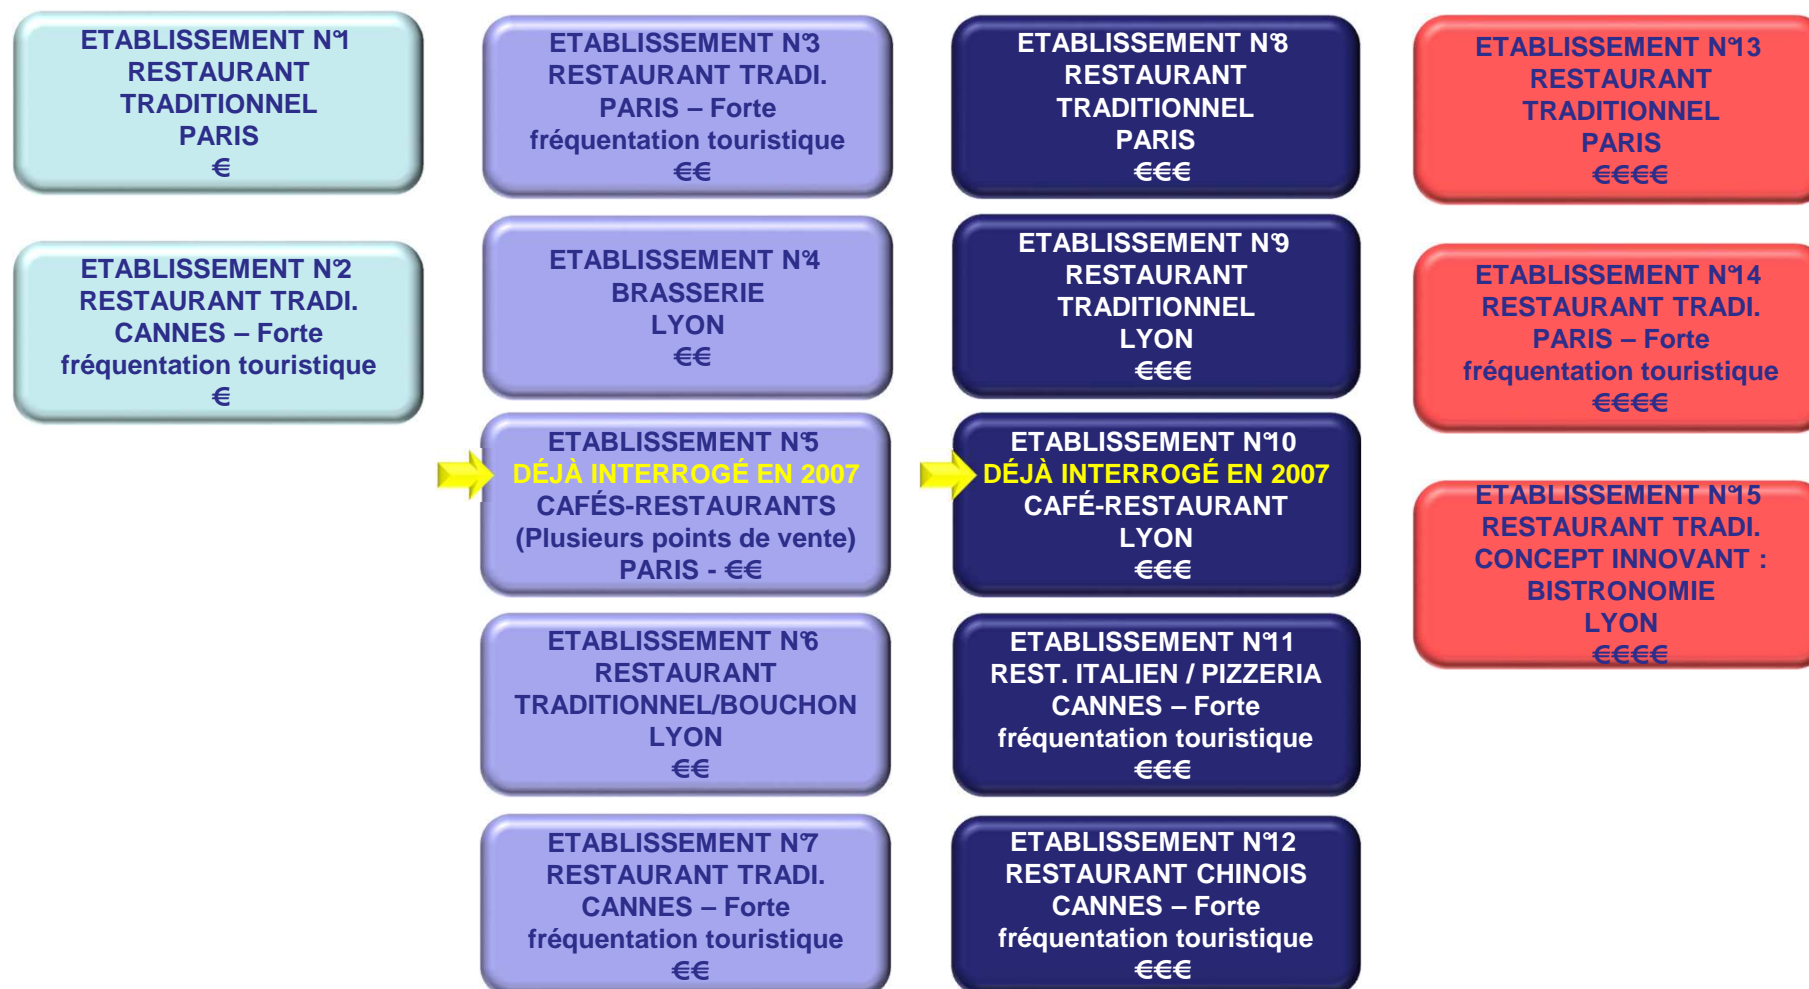 ETABLISSEMENT N°1
RESTAURANT
TRADITIONNEL
PARIS
€
ETABLISSEMENT N°2
RESTAURANT TRADI.
CANNES – Forte
fréquentation touristique
€
ETABLISSEMENT N°3
RESTAURANT TRADI.
PARIS – Forte
fréquentation touristique
€€
ETABLISSEMENT N°4
BRASSERIE
LYON
€€
ETABLISSEMENT N°5
DÉJÀ INTERROGÉ EN 2007
CAFÉS-RESTAURANTS
(Plusieurs points de vente)
PARIS - €€
ETABLISSEMENT N°6
RESTAURANT
TRADITIONNEL/BOUCHON
LYON
€€
ETABLISSEMENT N°7
RESTAURANT TRADI.
CANNES – Forte
fréquentation touristique
€€
ETABLISSEMENT N°8
RESTAURANT
TRADITIONNEL
PARIS
€€€
ETABLISSEMENT N°9
RESTAURANT
TRADITIONNEL
LYON
€€€
ETABLISSEMENT N°10
DÉJÀ INTERROGÉ EN 2007
CAFÉ-RESTAURANT
LYON
€€€
ETABLISSEMENT N°11
REST. ITALIEN / PIZZERIA
CANNES – Forte
fréquentation touristique
€€€
ETABLISSEMENT N°12
RESTAURANT CHINOIS
CANNES – Forte
fréquentation touristique
€€€
ETABLISSEMENT N°13
RESTAURANT
TRADITIONNEL
PARIS
€€€€
ETABLISSEMENT N°14
RESTAURANT TRADI.
PARIS – Forte
fréquentation touristique
€€€€
ETABLISSEMENT N°15
RESTAURANT TRADI.
CONCEPT INNOVANT :
BISTRONOMIE
LYON
€€€€